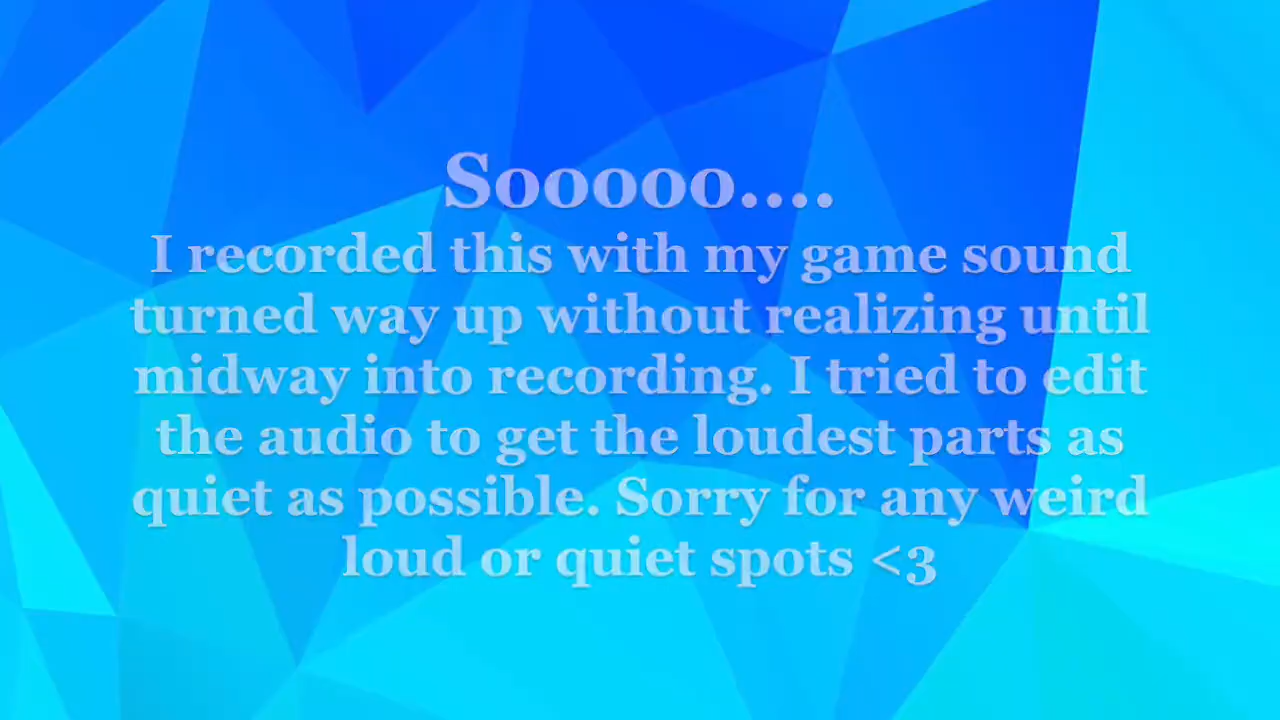 Sooooo....
I recorded this with my game sound
turned way up without realizing until
midway into recording. I tried to edit
the audio to get the loudest parts as
quiet as possible. Sorry for any weird
loud or quiet spots <3